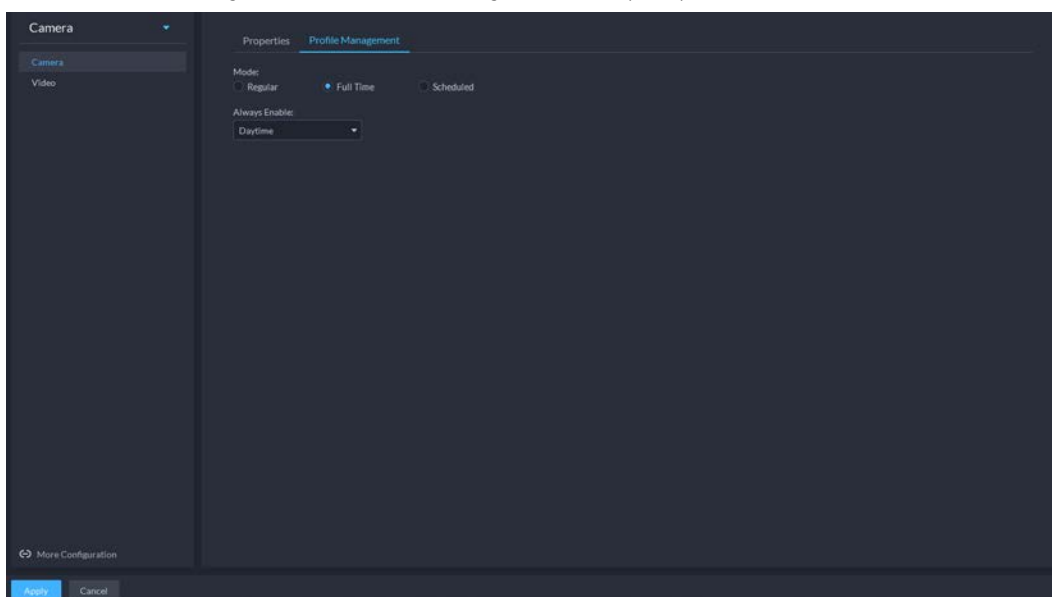 Camera
Camera
Video
Properties Profile Management
Mode:
Regular Full Time Scheduled
Always Enable:
Daytime
More Configuration
Apply Cancel